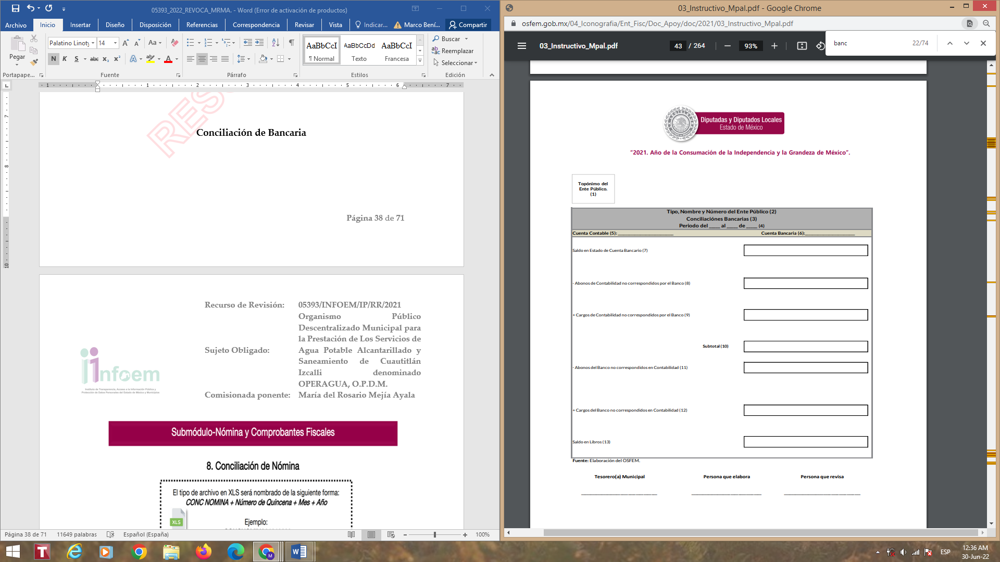 05393_2022_REVOCA_MRMA. - Word (Error de activación de productos)
Archivo Inicio Insertar Diseño Disposición Referencias Correspondencia Revisar Vista Indicar... Marco Bení... Compartir
Pegar
Palatino Linoty 14
Aa
N K S abc x₂ x²
Portapape...
Fuente
Párrafo
AaBbCcI AaBbCcDd AaBbCcI
¶ Normal Texto Francesa
Estilos
Buscar
Reemplazar
Seleccionar
Edición
1 1 2 3 4 5 6 7
RES
Conciliación de Bancaria
Página 38 de 71
Recurso de Revisión: 05393/INFOEM/IP/RR/2021
Sujeto Obligado: Organismo Público
Descentralizado Municipal para
la Prestación de Los Servicios de
Agua Potable Alcantarillado y
Saneamiento de Cuautitlán
Izcalli denominado
OPERAGUA, O.P.D.M.
Comisionada ponente: María del Rosario Mejía Ayala
infoem
Instituto de Transparencia, Acceso a la Información Pública y
Protección de Datos Personales del Estado de México y Municipios
Submódulo-Nómina y Comprobantes Fiscales
8. Conciliación de Nómina
El tipo de archivo en XLS será nombrado de la siguiente forma:
CONC NOMINA + Número de Quincena + Mes + Año
XLS
Ejemplo:
Página 38 de 71 11649 palabras Español (España) 100%
03_Instructivo_Mpal.pdf - Google Chrome
osfem.gob.mx/04_Iconografia/Ent_Fisc/Doc_Apoy/doc/2021/03_Instructivo_Mpal.pdf
03_Instructivo_Mpal.pdf 43 / 264 93%
banc 22/74
Diputadas y Diputados Locales
Estado de México
"2021. Año de la Consumación de la Independencia y la Grandeza de México".
Topónimo del
Ente Público.
(1)
Tipo, Nombre y Número del Ente Público (2)
Conciliaciónes Bancarias (3)
Periodo del ____ al ____ de ____ (4)
Cuenta Contable (5): ____________________ Cuenta Bancaria (6):____________________
Saldo en Estado de Cuenta Bancario (7)
- Abonos de Contabilidad no correspondidos por el Banco (8)
+ Cargos de Contabilidad no correspondidos por el Banco (9)
Subtotal (10)
- Abonos del Banco no correspondidos en Contabilidad (11)
+ Cargos del Banco no correspondidos en Contabilidad (12)
Saldo en Libros (13)
Fuente: Elaboración del OSFEM.
Tesorero(a) Municipal Persona que elabora Persona que revisa
ESP
12:36 AM
30-Jun-22